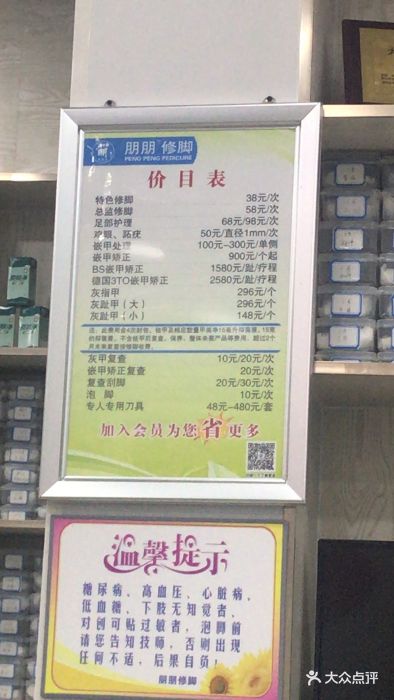 朋朋修脚
PENG PENG PEDICURE
价目表
特色修脚 38元/次
总监修脚 58元/次
足部护理 68元/98元/次
鸡眼、跖疣 50元/直径1mm/次
嵌甲处理 100元–300元/单侧
嵌甲矫正 900元/个起
BS嵌甲矫正 1580元/趾/疗程
德国3TO嵌甲矫正 2580元/趾/疗程
灰指甲 296元/个
灰趾甲（大） 296元/个
灰趾甲（小） 148元/个
灰甲复查 10元/20元/次
嵌甲矫正复查 20元/次
复查刮脚 20元/30元/次
泡脚 10元/次
专人专用刀具 48元–480元/套
加入会员为您省更多
温馨提示
糖尿病、高血压、心脏病、
低血糖、下肢无知觉者、
对创可贴过敏者，泡脚前
请您告知技师，否则出现
任何不适，后果自负！
朋朋修脚
大众点评